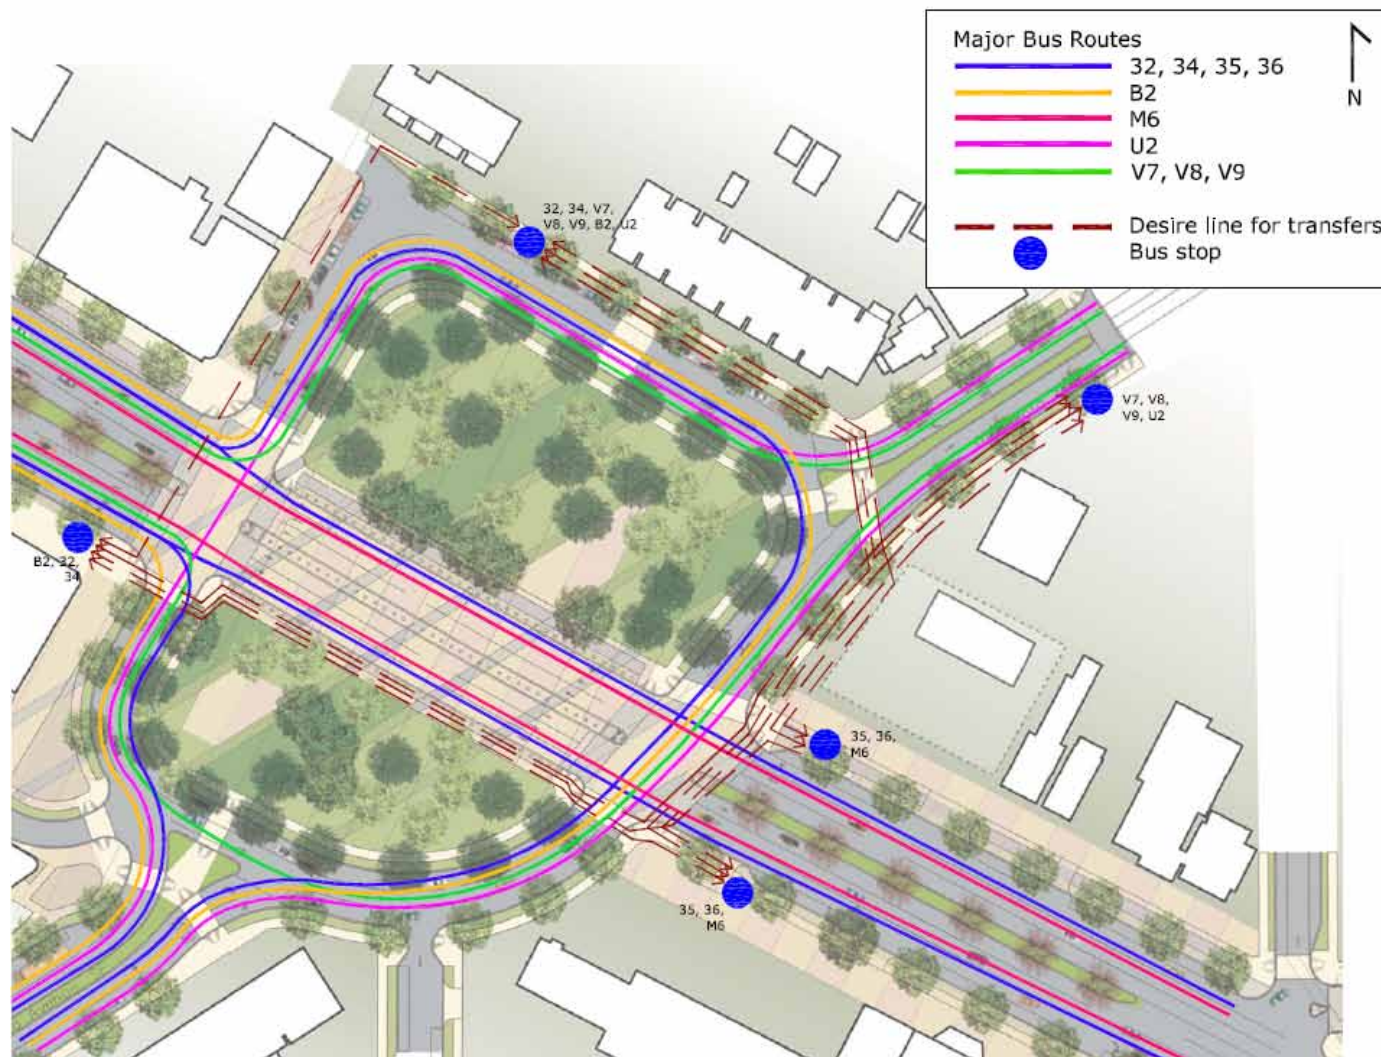 Major Bus Routes
32, 34, 35, 36
B2
M6
U2
V7, V8, V9
N
Desire line for transfers
Bus stop
32, 34, V7,
V8, V9, B2, U2
V7, V8,
V9, U2
B2, 32,
34
35, 36,
M6
35, 36,
M6